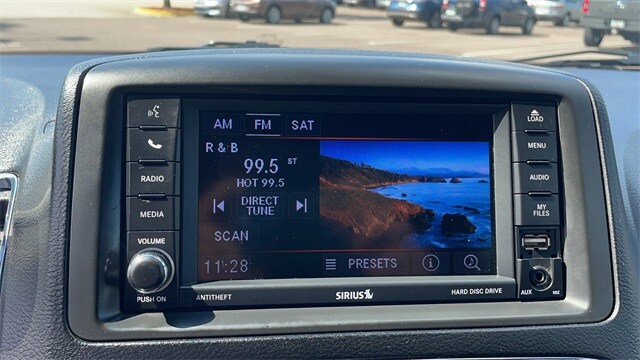 LOAD
AM FM SAT
MENU
R & B
99.5 ST
HOT 99.5
RADIO
AUDIO
DIRECT
TUNE
MEDIA
MY
FILES
SCAN
VOLUME
11:28
PRESETS
PUSH ON
ANTITHEFT
SIRIUS
HARD DISC DRIVE
AUX